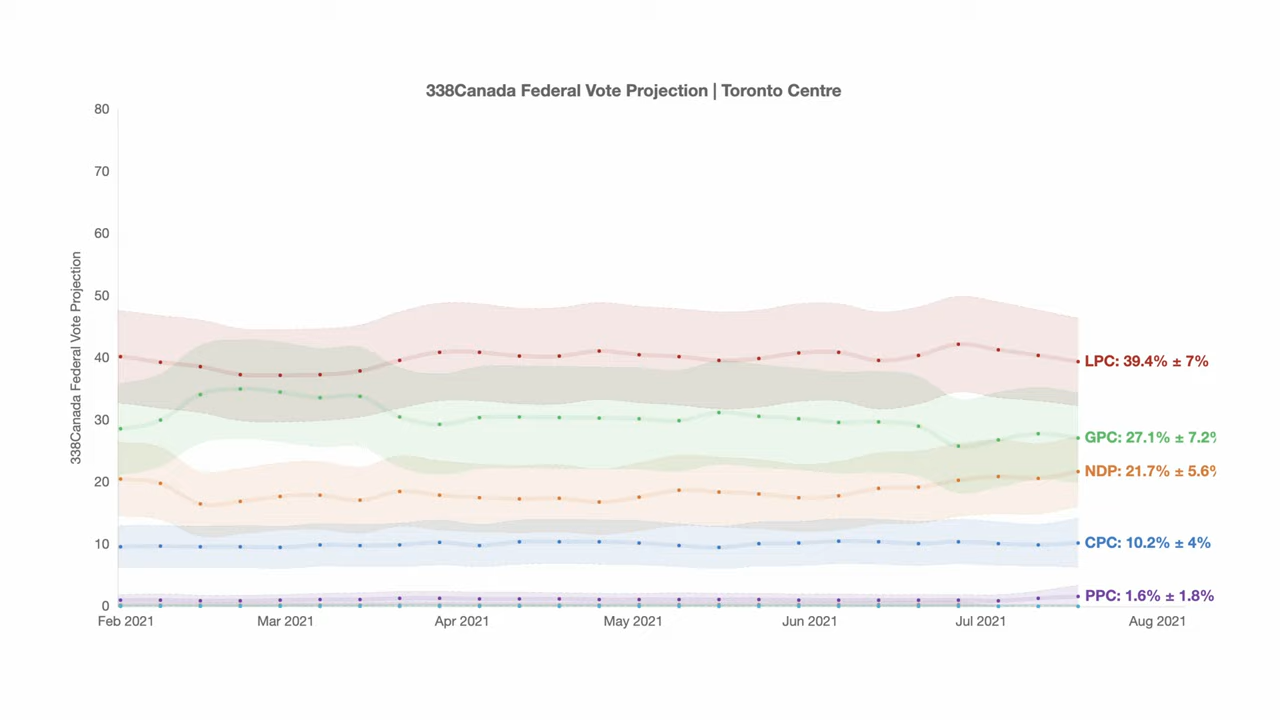 338Canada Federal Vote Projection | Toronto Centre
338Canada Federal Vote Projection
80
70
60
50
40
30
20
10
0
LPC: 39.4% ± 7%
GPC: 27.1% ± 7.2%
NDP: 21.7% ± 5.6%
CPC: 10.2% ± 4%
PPC: 1.6% ± 1.8%
Feb 2021 Mar 2021 Apr 2021 May 2021 Jun 2021 Jul 2021 Aug 2021